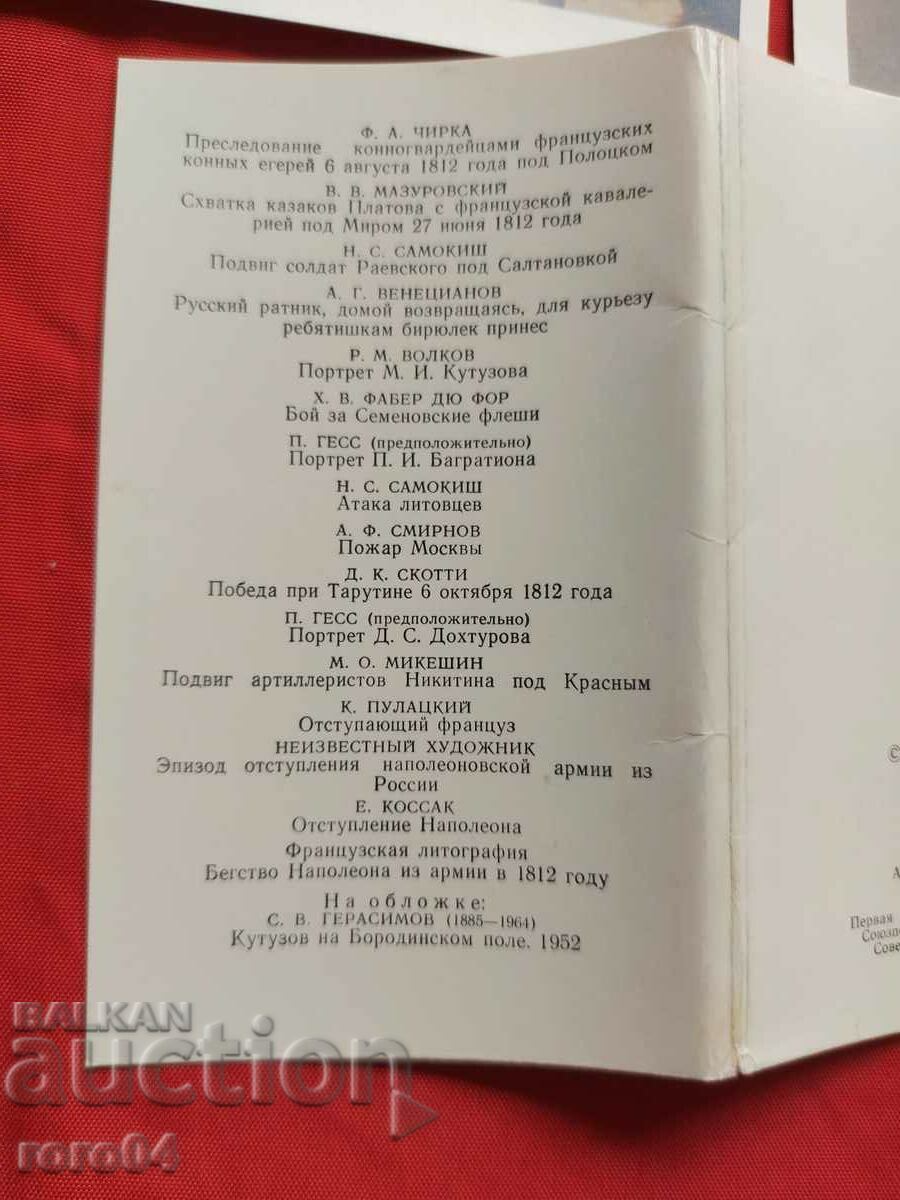 Ф. А. ЧИРКА
Преследование конногвардейцами французских
конных егерей 6 августа 1812 года под Полоцком
В. В. МАЗУРОВСКИЙ
Схватка казаков Платова с французской кавале-
рией под Миром 27 июня 1812 года
Н. С. САМОКИШ
Подвиг солдат Раевского под Салтановкой
А. Г. ВЕНЕЦИАНОВ
Русский ратник, домой возвращаясь, для курьезу
ребятишкам бирюлек принес
Р. М. ВОЛКОВ
Портрет М. И. Кутузова
Х. В. ФАБЕР ДЮ ФОР
Бой за Семеновские флеши
П. ГЕСС (предположительно)
Портрет П. И. Багратиона
Н. С. САМОКИШ
Атака литовцев
А. Ф. СМИРНОВ
Пожар Москвы
Д. К. СКОТТИ
Победа при Тарутине 6 октября 1812 года
П. ГЕСС (предположительно)
Портрет Д. С. Дохтурова
М. О. МИКЕШИН
Подвиг артиллеристов Никитина под Красным
К. ПУЛАЦКИЙ
Отступающий француз
НЕИЗВЕСТНЫЙ ХУДОЖНИК
Эпизод отступления наполеоновской армии из
России
Е. КОССАК
Отступление Наполеона
Французская литография
Бегство Наполеона из армии в 1812 году
На обложке:
С. В. ГЕРАСИМОВ (1885—1964)
Кутузов на Бородинском поле. 1952
©
А
Первая
Союзп
Сове
BALKAN
auction
roro04